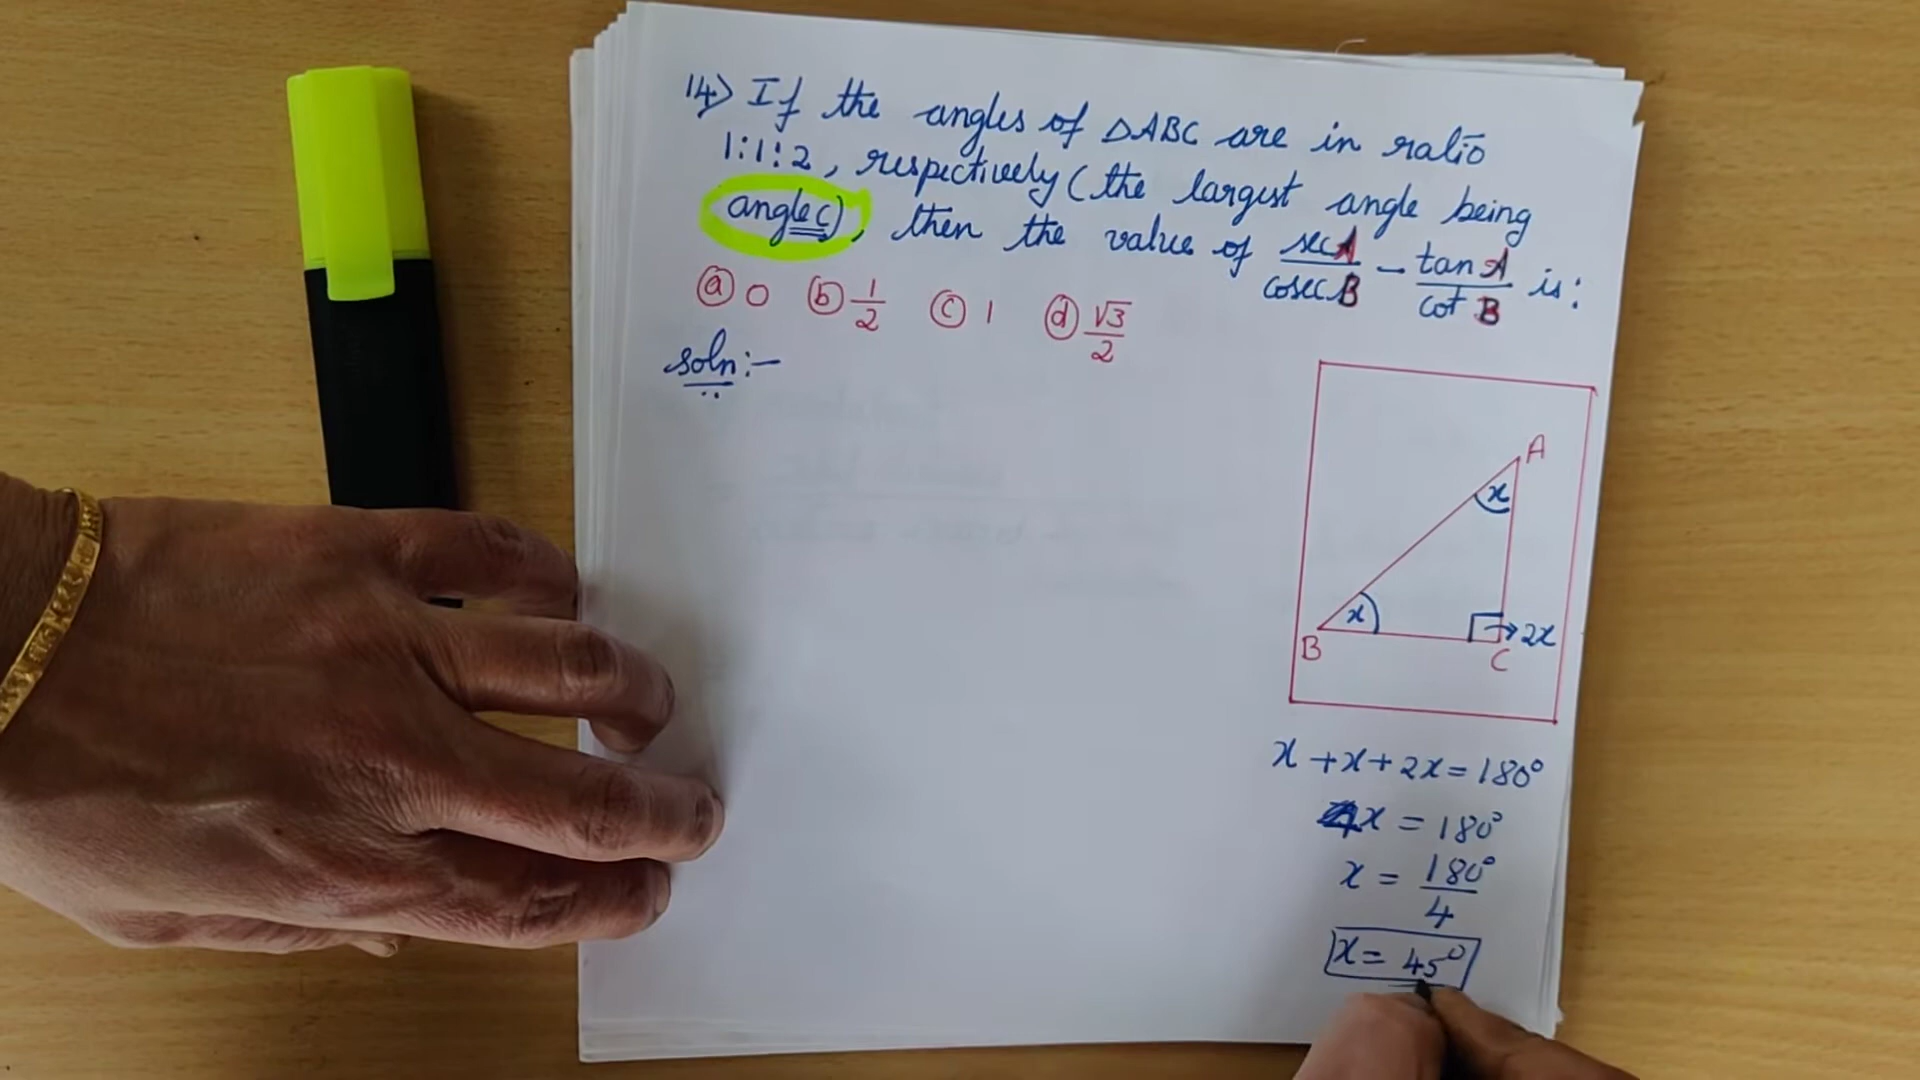 14) If the angles of △ABC are in ratio
1:1:2, respectively (the largest angle being
angle C), then the value of secA/cosecB - tanA/cotB is:
(a) 0 (b) 1/2 (c) 1 (d) √3/2
soln:-
A
x
x
2x
B
C
x + x + 2x = 180°
4x = 180°
x = 180°/4
x = 45°